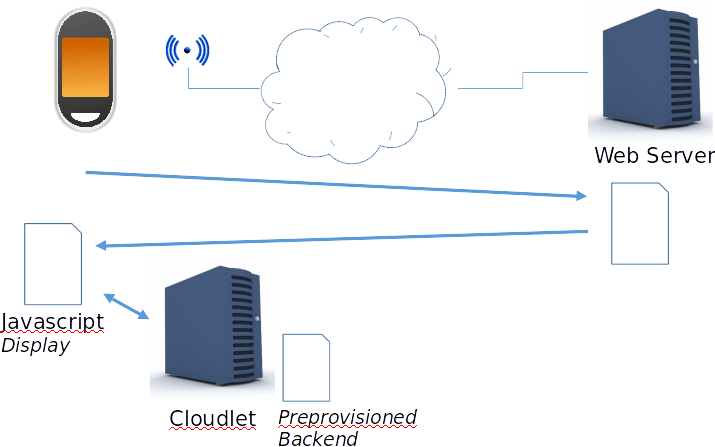 Web Server
Javascript
Display
Cloudlet
Preprovisioned
Backend